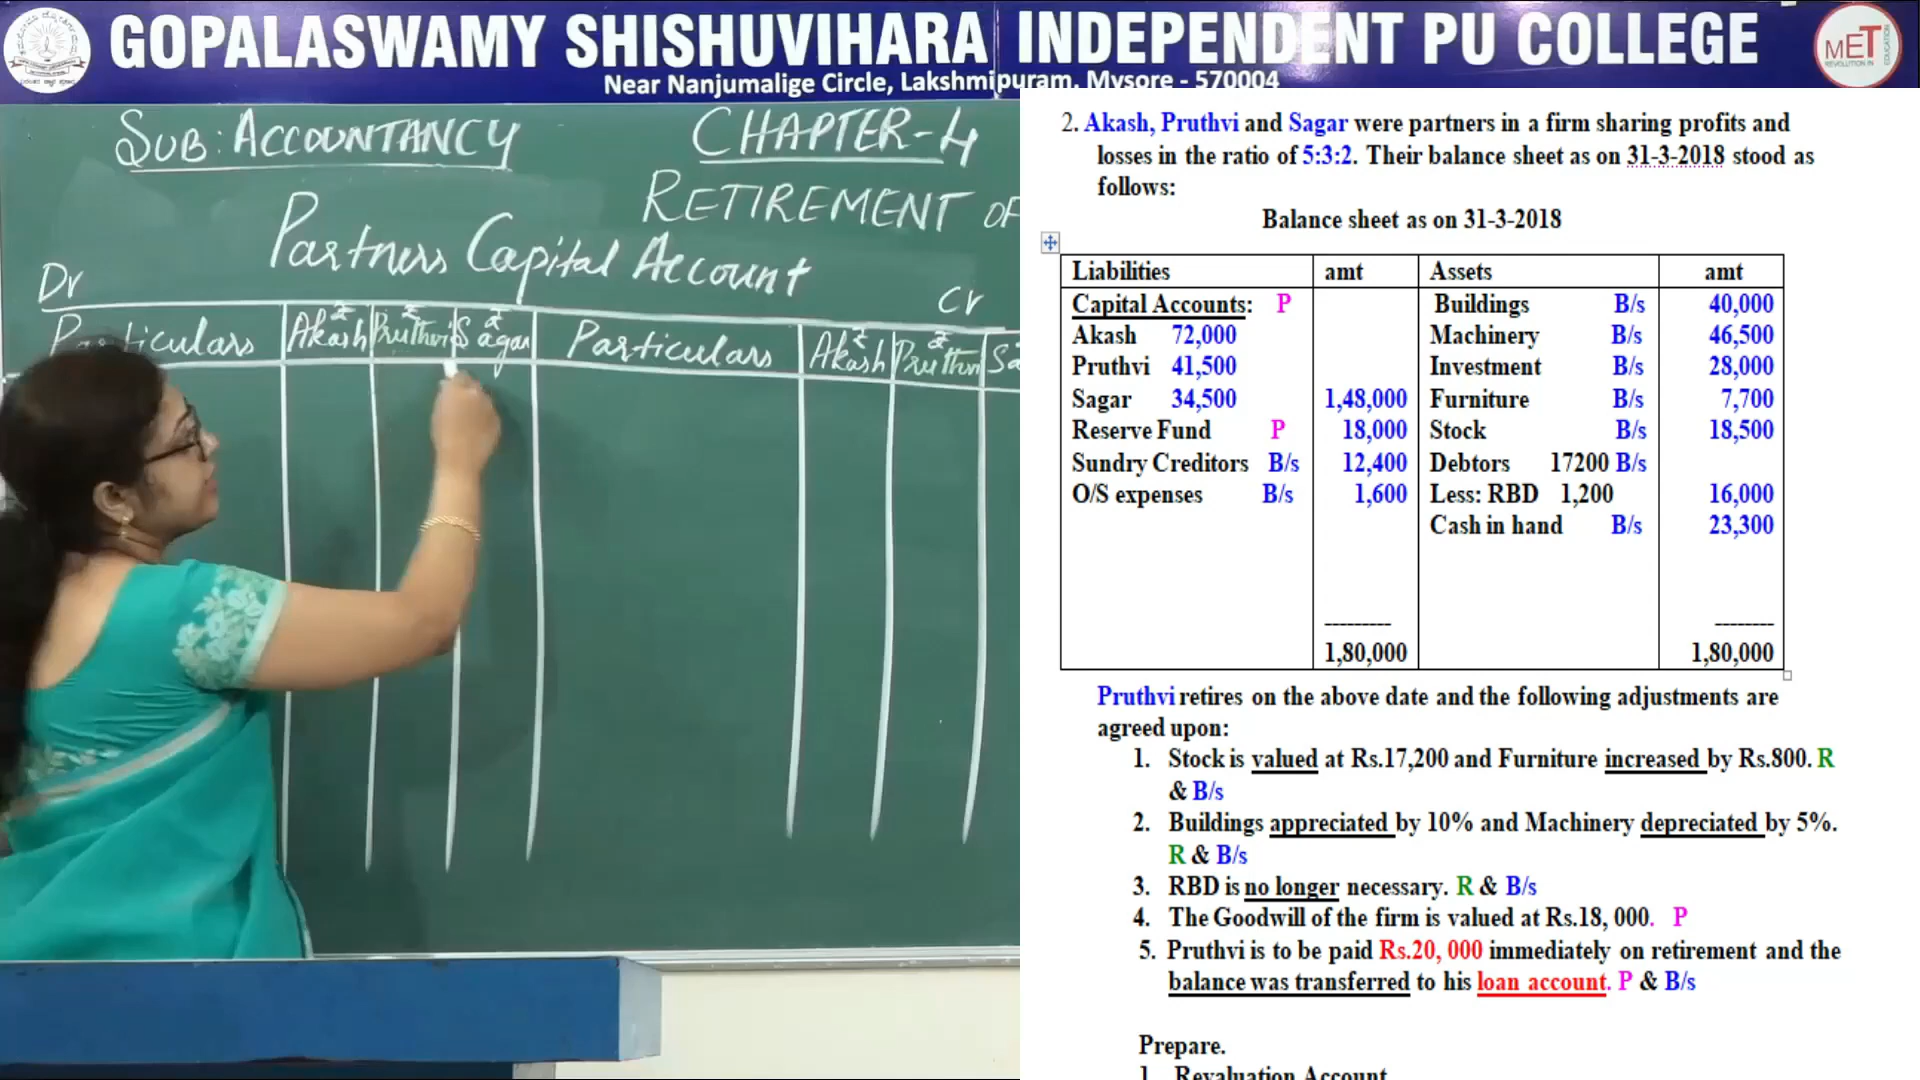 GOPALASWAMY SHISHUVIHARA INDEPENDENT PU COLLEGE
Near Nanjumalige Circle, Lakshmipuram, Mysore - 570004
MET
SUB: ACCOUNTANCY
CHAPTER-4
RETIREMENT OF
Partners Capital Account
Dr
Cr
Particulars Akash Pruthvi Sagar Particulars Akash Pruthvi Sa
₹ ₹ ₹ ₹ ₹
2. Akash, Pruthvi and Sagar were partners in a firm sharing profits and
losses in the ratio of 5:3:2. Their balance sheet as on 31-3-2018 stood as
follows:
Balance sheet as on 31-3-2018
Liabilities amt Assets amt
Capital Accounts: P Buildings B/s 40,000
Akash 72,000 Machinery B/s 46,500
Pruthvi 41,500 Investment B/s 28,000
Sagar 34,500 1,48,000 Furniture B/s 7,700
Reserve Fund P 18,000 Stock B/s 18,500
Sundry Creditors B/s 12,400 Debtors 17200 B/s
O/S expenses B/s 1,600 Less: RBD 1,200 16,000
Cash in hand B/s 23,300
--------- --------
1,80,000 1,80,000
Pruthvi retires on the above date and the following adjustments are
agreed upon:
1. Stock is valued at Rs.17,200 and Furniture increased by Rs.800. R
& B/s
2. Buildings appreciated by 10% and Machinery depreciated by 5%.
R & B/s
3. RBD is no longer necessary. R & B/s
4. The Goodwill of the firm is valued at Rs.18, 000. P
5. Pruthvi is to be paid Rs.20, 000 immediately on retirement and the
balance was transferred to his loan account. P & B/s
Prepare.
1. Revaluation Account